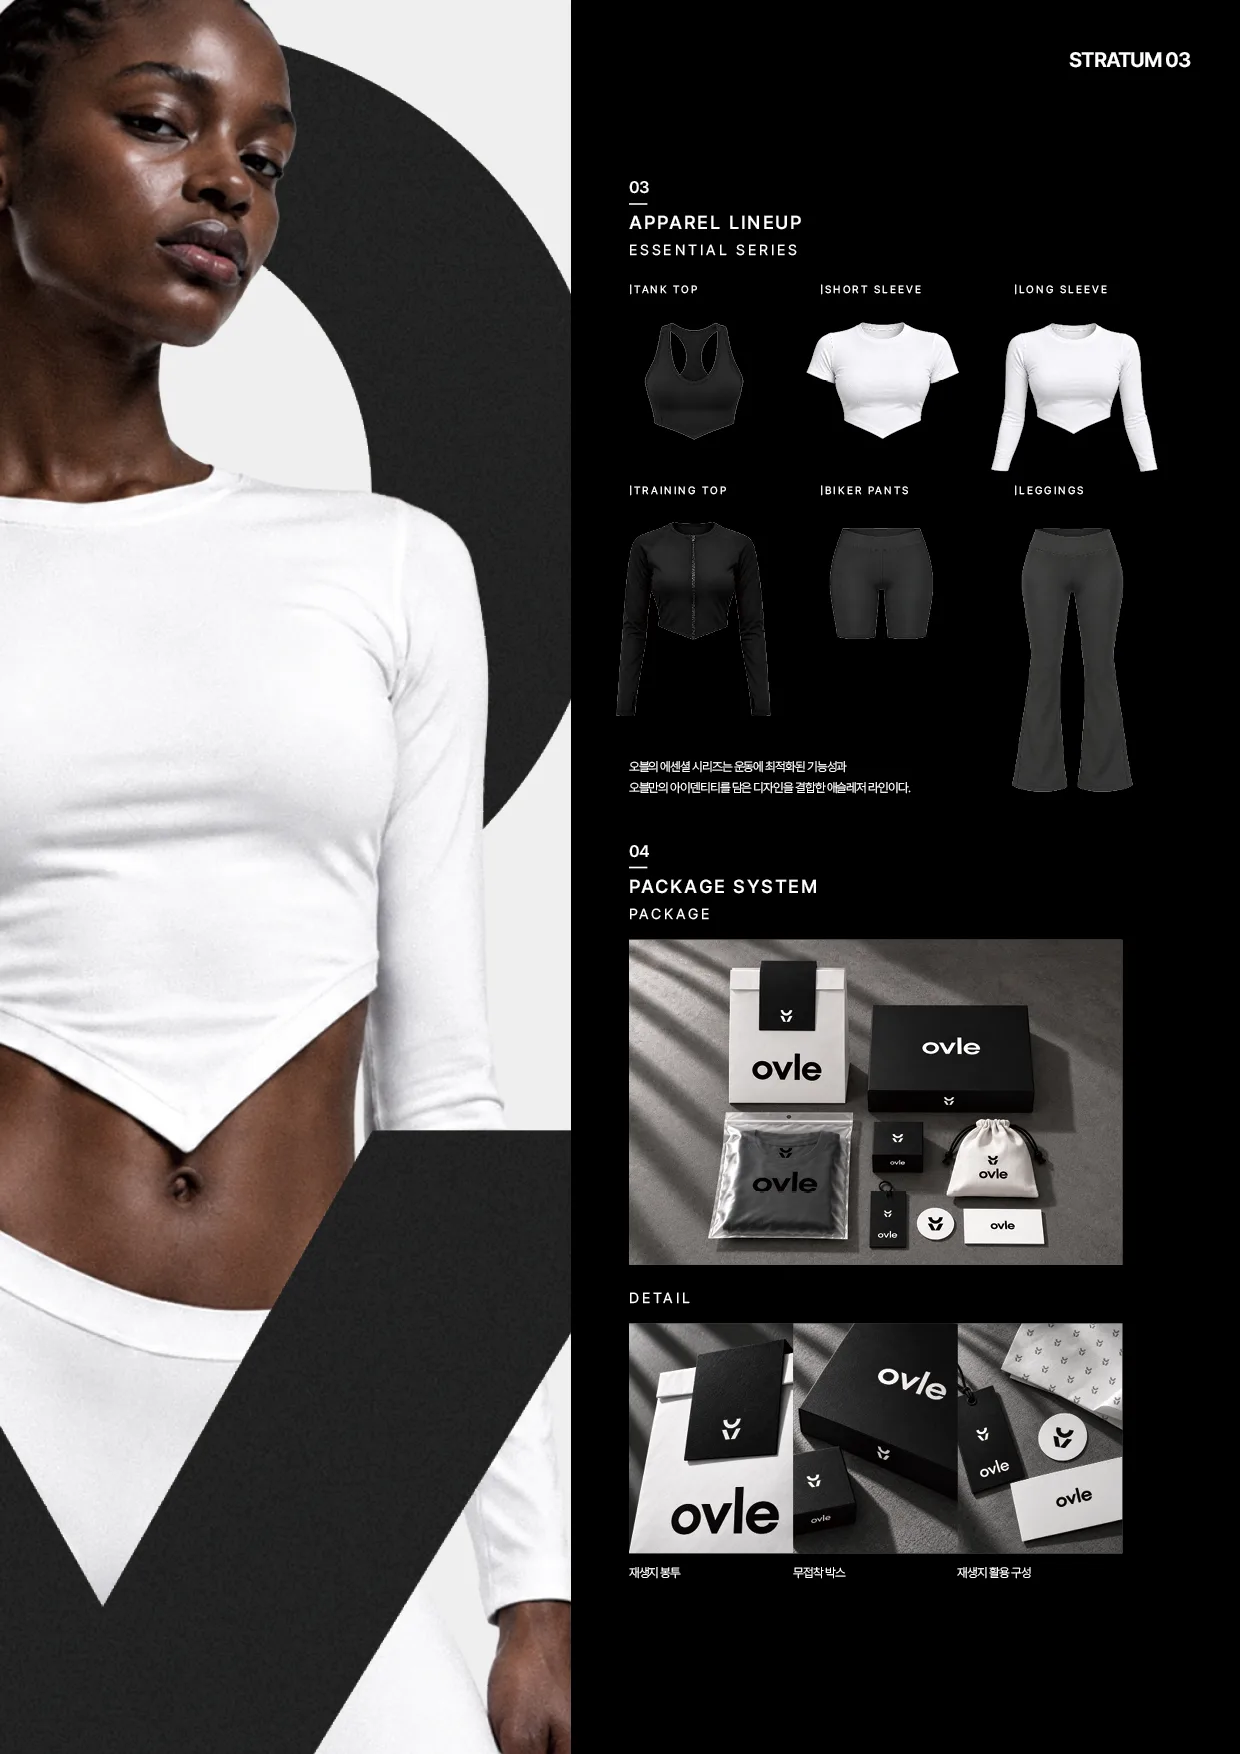 STRATUM 03
03
APPAREL LINEUP
ESSENTIAL SERIES
|TANK TOP
|SHORT SLEEVE
|LONG SLEEVE
|TRAINING TOP
|BIKER PANTS
|LEGGINGS
오블의 에센셜 시리즈는 운동에 최적화된 기능성과
오블만의 아이덴티티를 담은 디자인을 결합한 애슬레저 라인이다.
04
PACKAGE SYSTEM
PACKAGE
ovle
ovle
ovle
ovle
ovle
ovle
ovle
DETAIL
ovle
ovle
ovle
ovle
ovle
재생지 봉투
무접착 박스
재생지 활용 구성